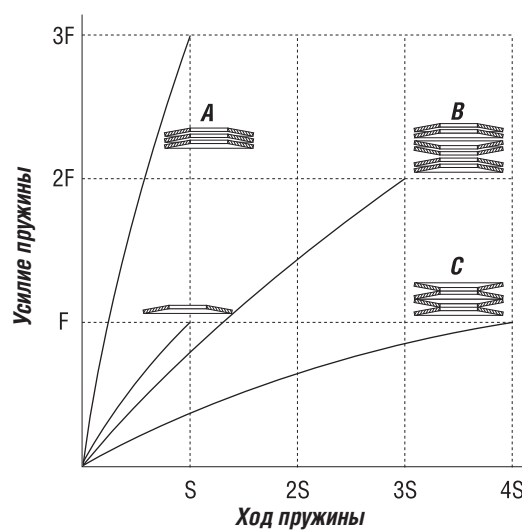 3F
A
B
2F
C
Усилие пружины
F
S
2S
3S
4S
Ход пружины